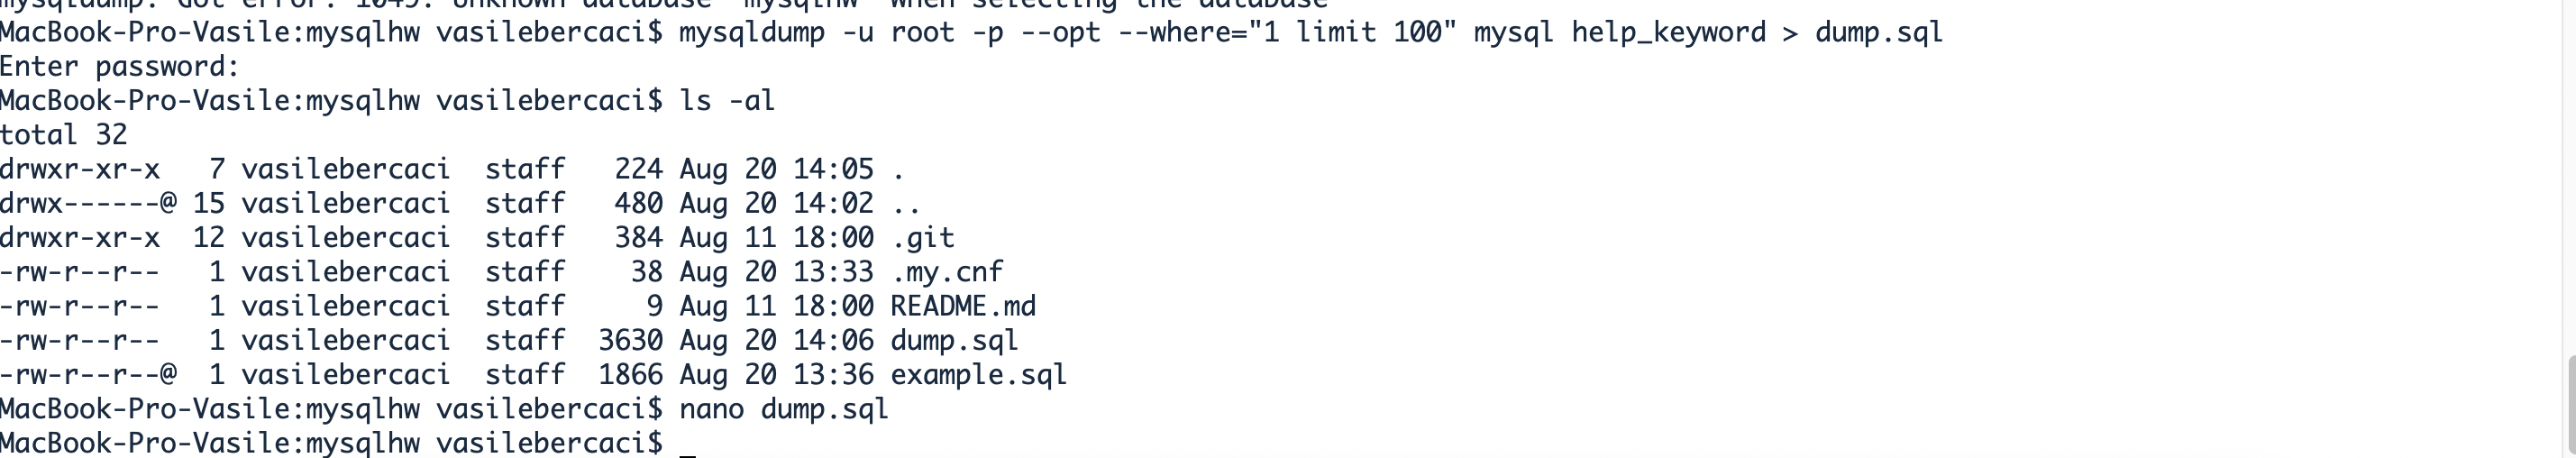 mysqldump: Got error: 1049: Unknown database 'mysqlhw' when selecting the database
MacBook-Pro-Vasile:mysqlhw vasilebercaci$ mysqldump -u root -p --opt --where="1 limit 100" mysql help_keyword > dump.sql
Enter password:
MacBook-Pro-Vasile:mysqlhw vasilebercaci$ ls -al
total 32
drwxr-xr-x   7 vasilebercaci  staff   224 Aug 20 14:05 .
drwx------@ 15 vasilebercaci  staff   480 Aug 20 14:02 ..
drwxr-xr-x  12 vasilebercaci  staff   384 Aug 11 18:00 .git
-rw-r--r--   1 vasilebercaci  staff    38 Aug 20 13:33 .my.cnf
-rw-r--r--   1 vasilebercaci  staff     9 Aug 11 18:00 README.md
-rw-r--r--   1 vasilebercaci  staff  3630 Aug 20 14:06 dump.sql
-rw-r--r--@  1 vasilebercaci  staff  1866 Aug 20 13:36 example.sql
MacBook-Pro-Vasile:mysqlhw vasilebercaci$ nano dump.sql
MacBook-Pro-Vasile:mysqlhw vasilebercaci$